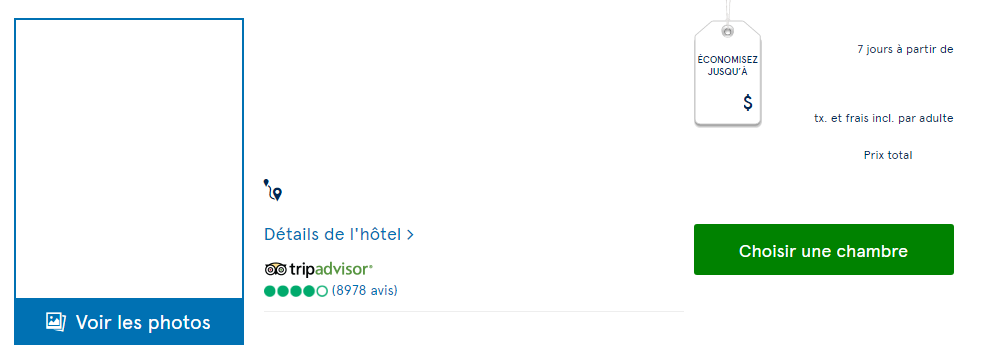 ÉCONOMISEZ
JUSQU'À
$
7 jours à partir de
tx. et frais incl. par adulte
Prix total
Détails de l'hôtel >
tripadvisor®
(8978 avis)
Choisir une chambre
Voir les photos